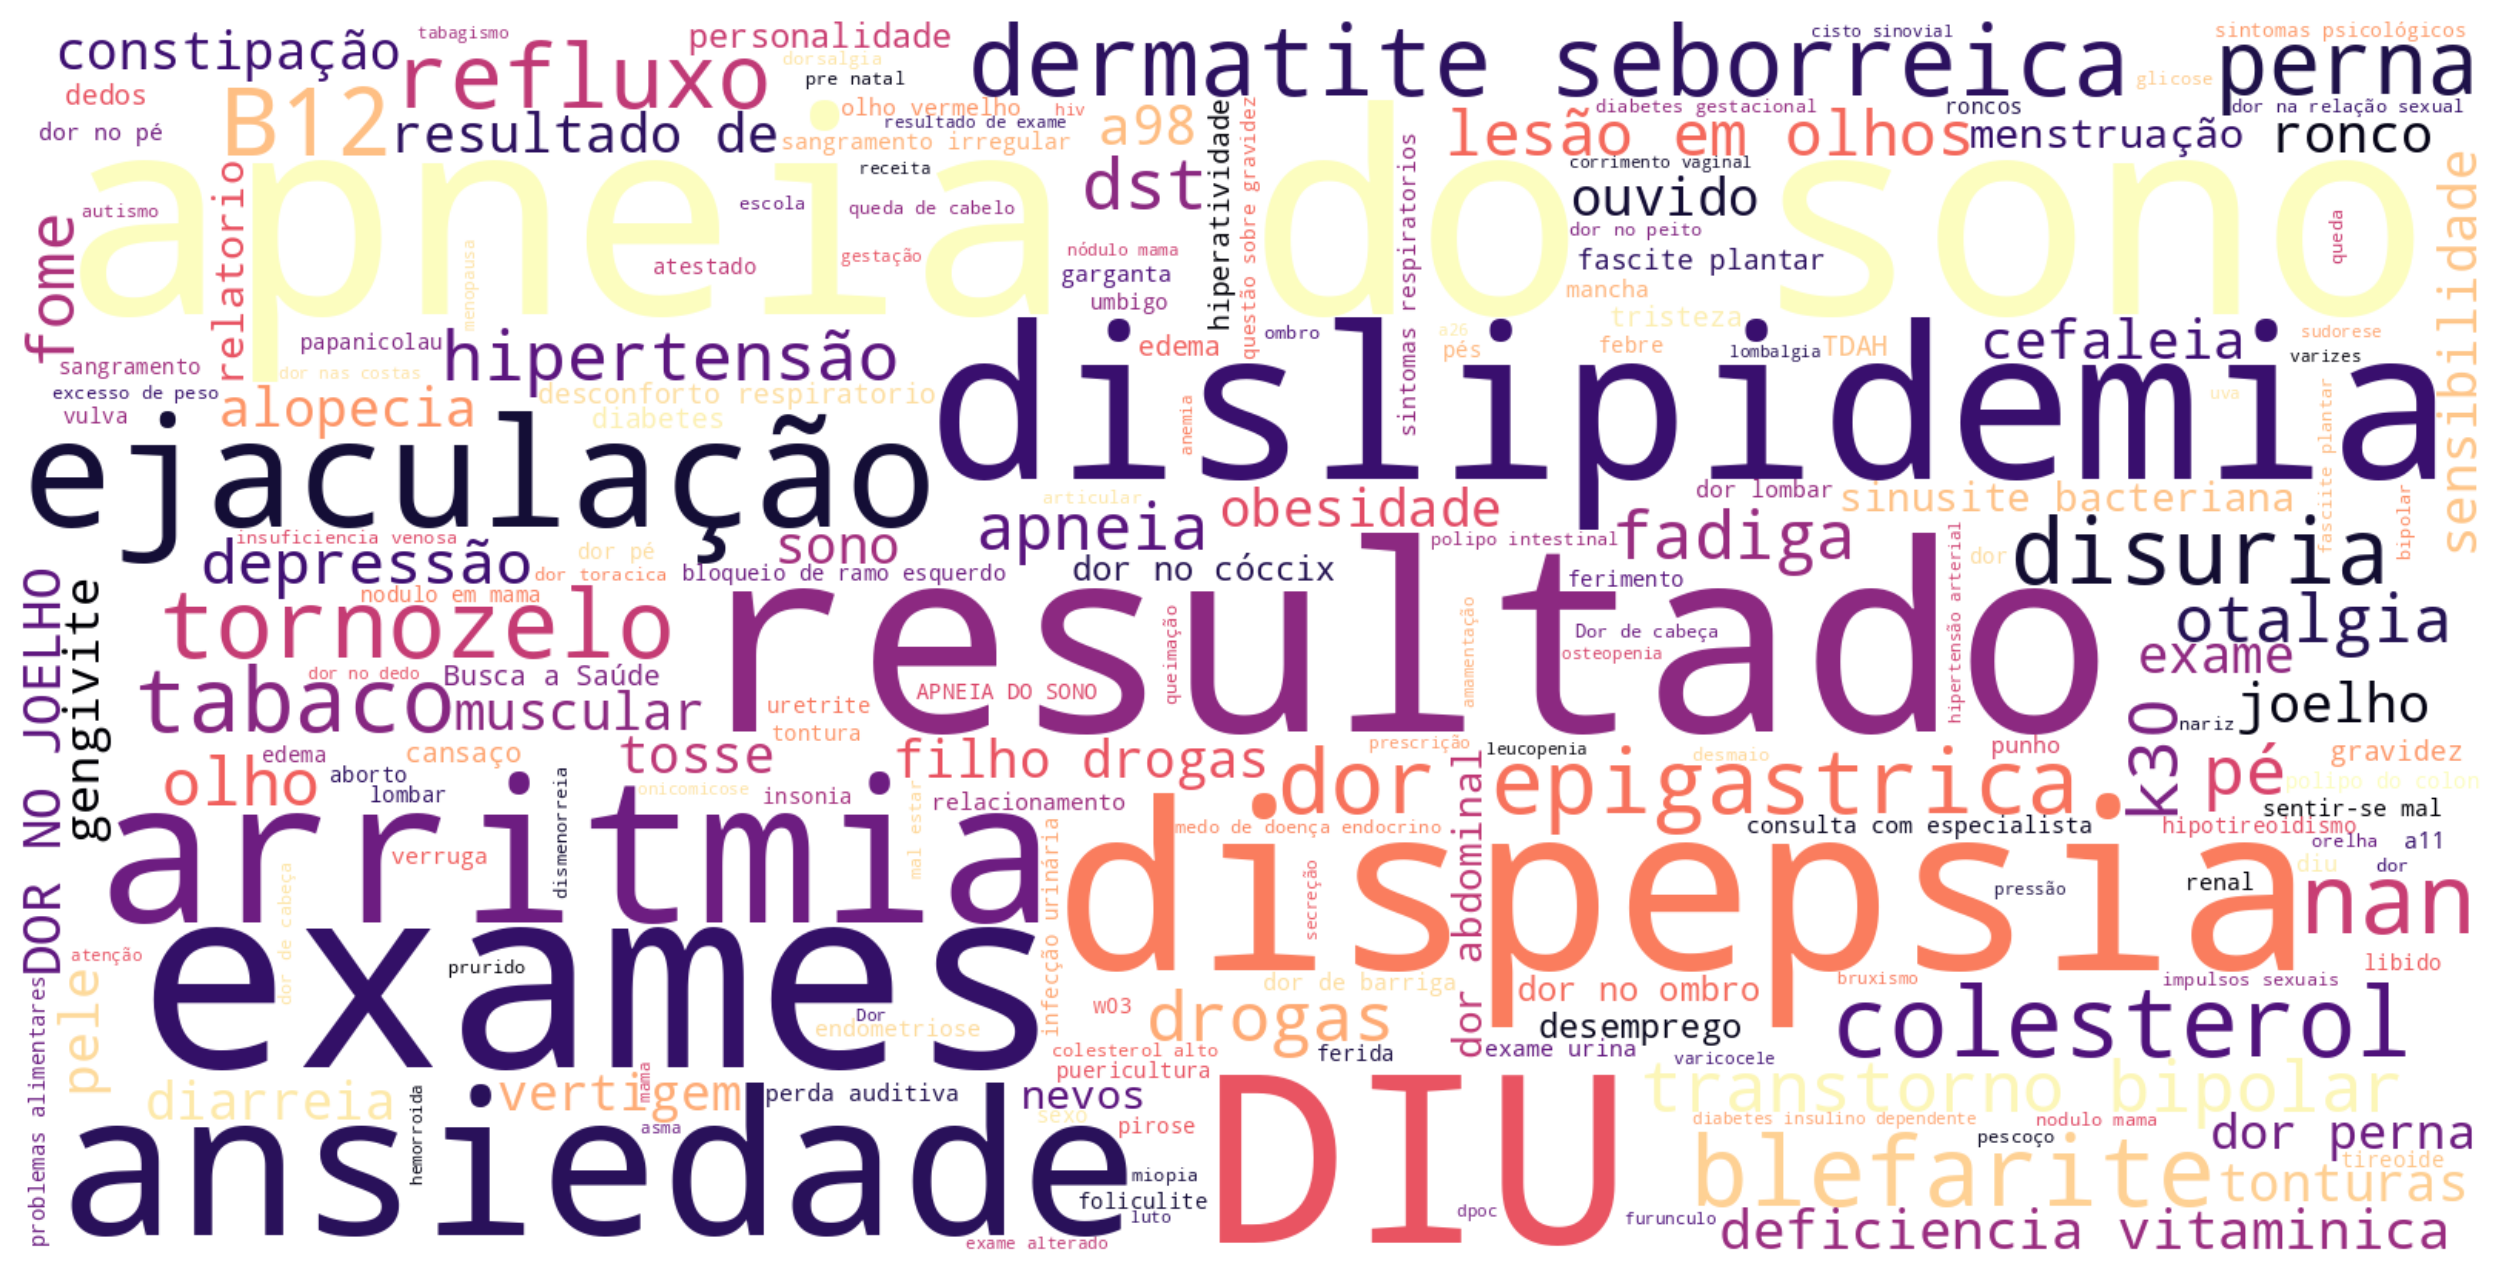 constipação
tabagismo
refluxo
personalidade
dorsalgia
pre natal
dermatite seborreica
cisto sinovial
sintomas psicológicos
perna
glicose
dedos
dor no pé
B12
resultado de
olho vermelho
hiv
resultado de exame
sangramento irregular
a98
diabetes gestacional
roncos
dor na relação sexual
lesão em olhos
menstruação
ronco
apneia do sono
autismo
fome
relatorio
menopausa
receita
escola
queda de cabelo
atestado
gestação
dst
nódulo mama
garganta
umbigo
hiperatividade
questão sobre gravidez
sintomas respiratorios
corrimento vaginal
ouvido
dor no peito
fascite plantar
mancha
queda
sensibilidade
papanicolau
sangramento
dor nas costas
excesso de peso
vulva
alopecia
hipertensão
desconforto respiratorio
diabetes
edema
ombro
anemia
a26
pés
tristeza
febre
lombalgia
TDAH
cefaleia
sudorese
varizes
uva
dislipidemia
ejaculação
articular
apneia
obesidade
dor lombar
sinusite bacteriana
fasciite plantar
bipolar
insuficiencia venosa
depressão
dor pé
dor toracica
sono
bloqueio de ramo esquerdo
dor no cóccix
polipo intestinal
fadiga
hipertensão arterial
dor
disuria
DOR NO JOELHO
gengivite
nodulo em mama
tornozelo
resultado
queimação
amamentação
ferimento
Dor de cabeça
osteopenia
otalgia
exame
dor no dedo
Busca a Saúde
tabaco
muscular
APNEIA DO SONO
uretrite
tontura
k30
nariz
joelho
olho
edema
aborto
lombar
cansaço
dismenorreia
onicomicose
tosse
insonia
filho drogas
relacionamento
prescrição
leucopenia
desmaio
punho
pé
gravidez
polipo do colon
dor epigastrica
sentir-se mal
arritmia
verruga
mal estar
infecção urinária
medo de doença endocrino
dor abdominal
consulta com especialista
hipotireoidismo
orelha
a11
diu
dor
dispepsia
secreção
pressão
renal
nan
atenção
dor de cabeça
prurido
exames
Dor
endometriose
problemas alimentares
pele
w03
dor de barriga
drogas
dor no ombro
desemprego
bruxismo
impulsos sexuais
libido
colesterol
colesterol alto
puericultura
ferida
exame urina
varicocele
diarreia
hemorroida
vertigem
mama
asma
perda auditiva
nevos
sexo
pirose
transtorno bipolar
diabetes insulino dependente
nodulo mama
pescoço
dor perna
tireoide
ansiedade
miopia
foliculite
luto
exame alterado
DIU
dpoc
furunculo
blefarite
tonturas
deficiencia vitaminica